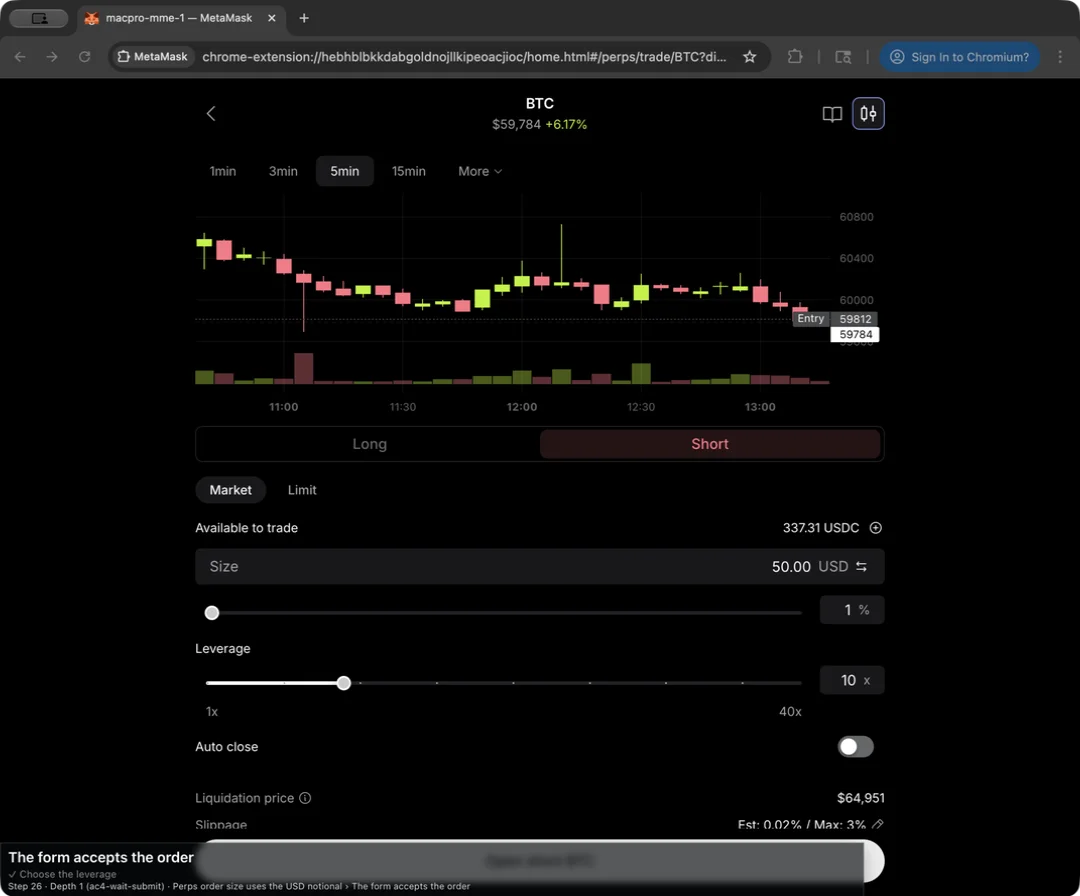 macpro-mme-1 — MetaMask
MetaMask chrome-extension://hebhblbkkdabgoldnojllkipeoacjioc/home.html#/perps/trade/BTC?di... Sign in to Chromium?
BTC
$59,784 +6.17%
1min 3min 5min 15min More
60800
60400
60000
Entry 59812
59784
11:00 11:30 12:00 12:30 13:00
Long Short
Market Limit
Available to trade 337.31 USDC
Size 50.00 USD
1 %
Leverage
10 x
1x 40x
Auto close
Liquidation price $64,951
Slippage Est: 0.02% / Max: 3%
The form accepts the order
✓ Choose the leverage
Step 26 · Depth 1 (ac4-wait-submit) · Perps order size uses the USD notional › The form accepts the order